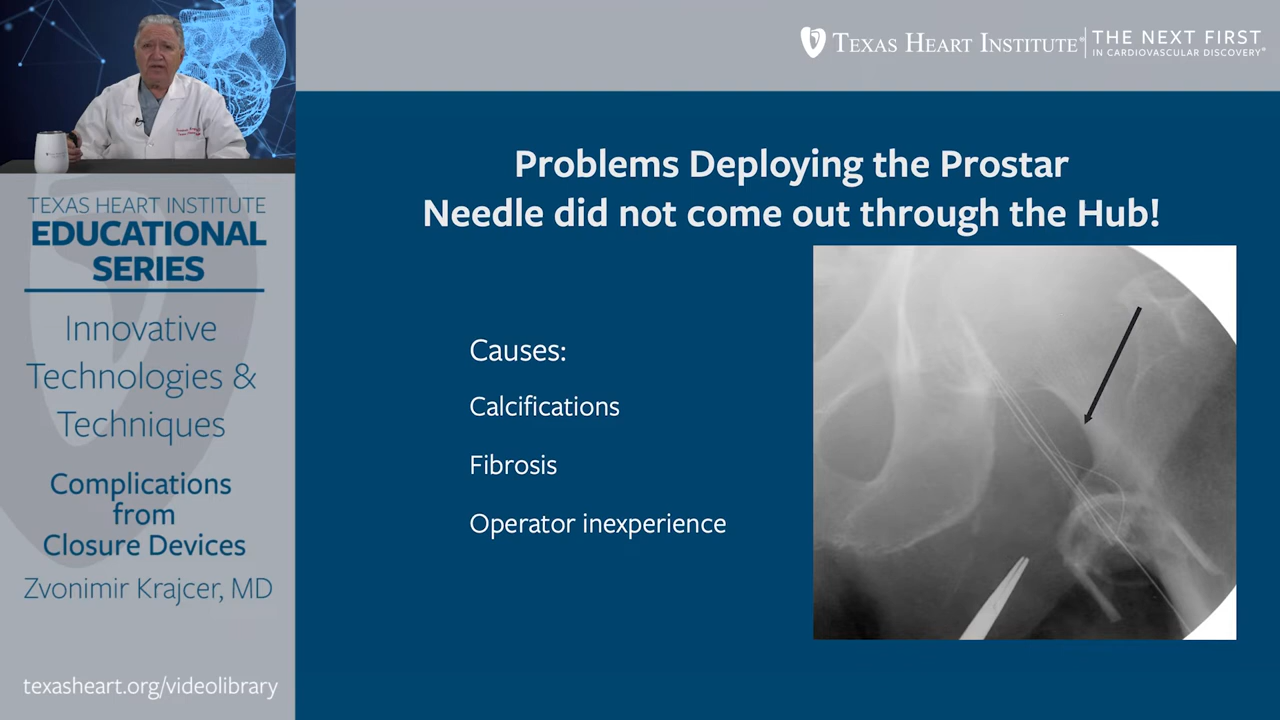 TEXAS HEART INSTITUTE®
THE NEXT FIRST
IN CARDIOVASCULAR DISCOVERY®
TEXAS HEART INSTITUTE
EDUCATIONAL
SERIES
Innovative
Technologies &
Techniques
Complications
from
Closure Devices
Zvonimir Krajcer, MD
texasheart.org/videolibrary
Problems Deploying the Prostar
Needle did not come out through the Hub!
Causes:
Calcifications
Fibrosis
Operator inexperience